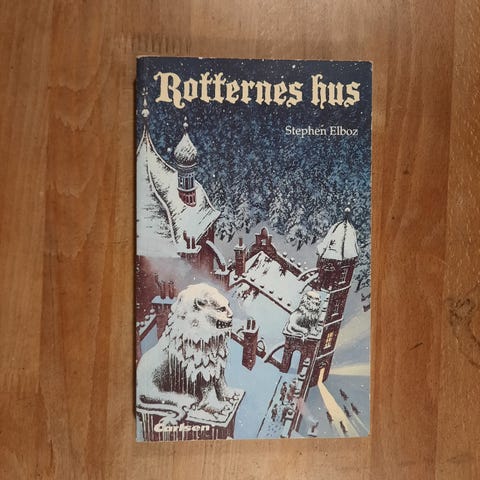 Rotternes hus
Stephen Elboz
Carlsen